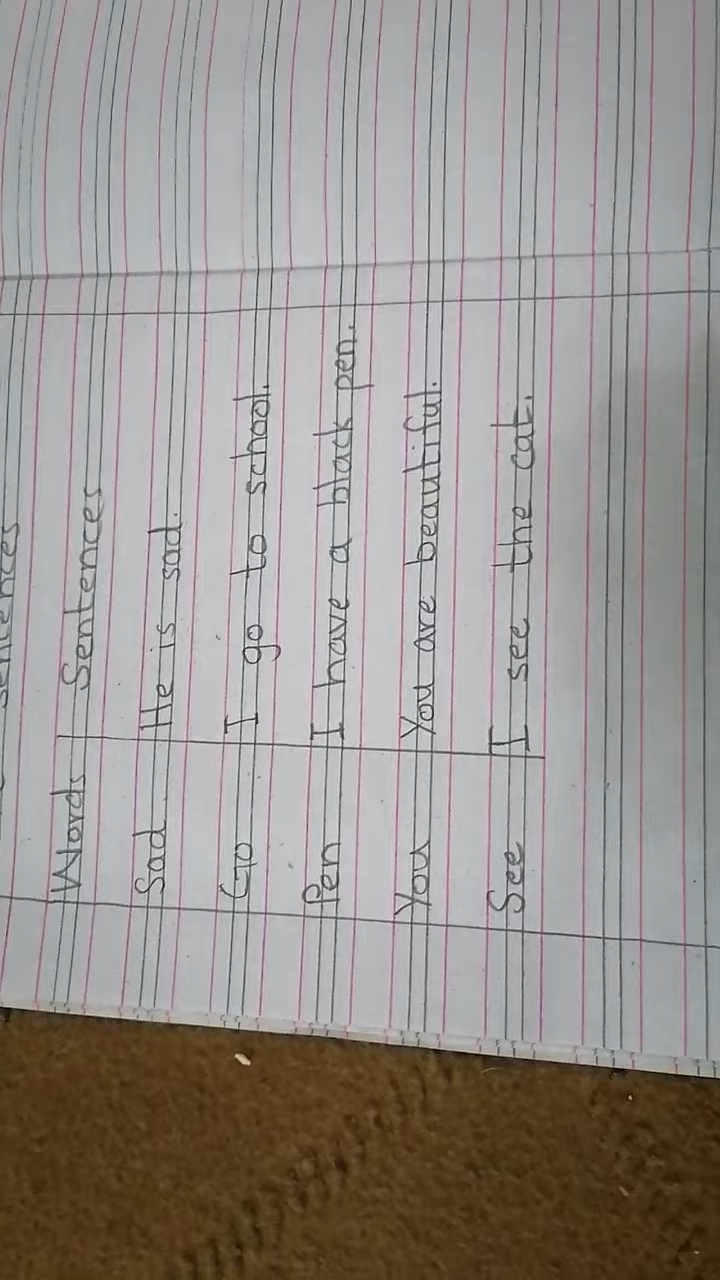 sentences
Words Sentences
Sad He is sad.
Go I go to school.
Pen I have a black pen.
You You are beautiful.
See I see the cat.